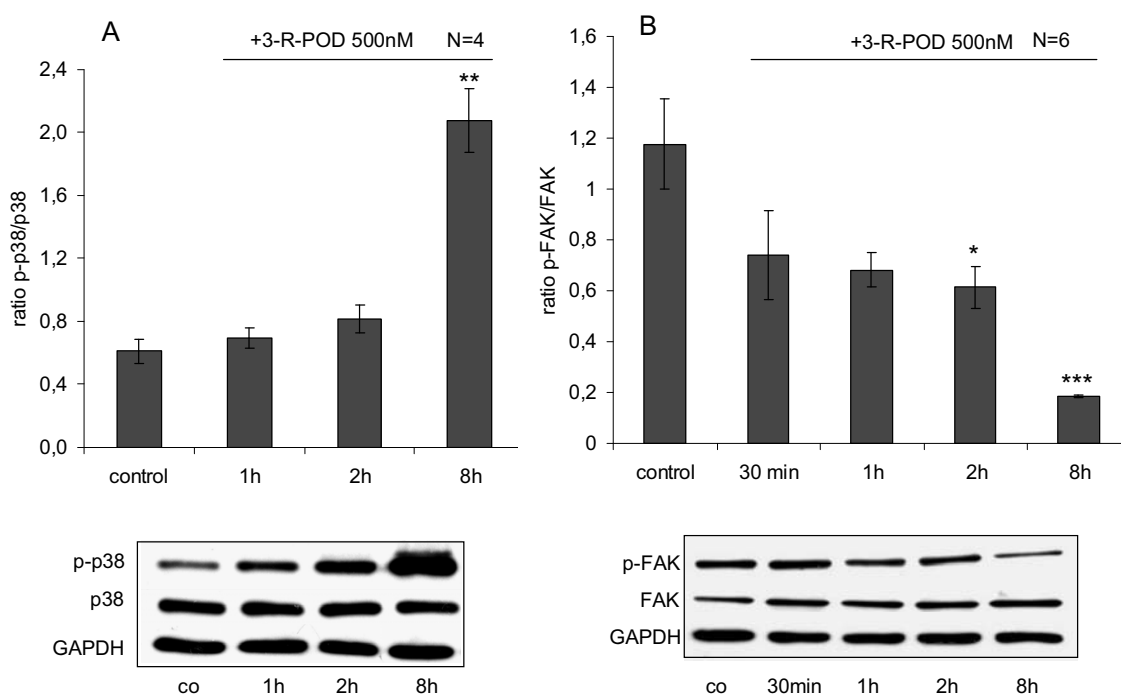 A
+3-R-POD 500nM N=4
ratio p-p38/p38
2,4
2,0
1,6
1,2
0,8
0,4
0,0
**
control 1h 2h 8h
p-p38
p38
GAPDH
co 1h 2h 8h
B
+3-R-POD 500nM N=6
ratio p-FAK/FAK
1,6
1,4
1,2
1
0,8
0,6
0,4
0,2
0
*
***
control 30 min 1h 2h 8h
p-FAK
FAK
GAPDH
co 30min 1h 2h 8h